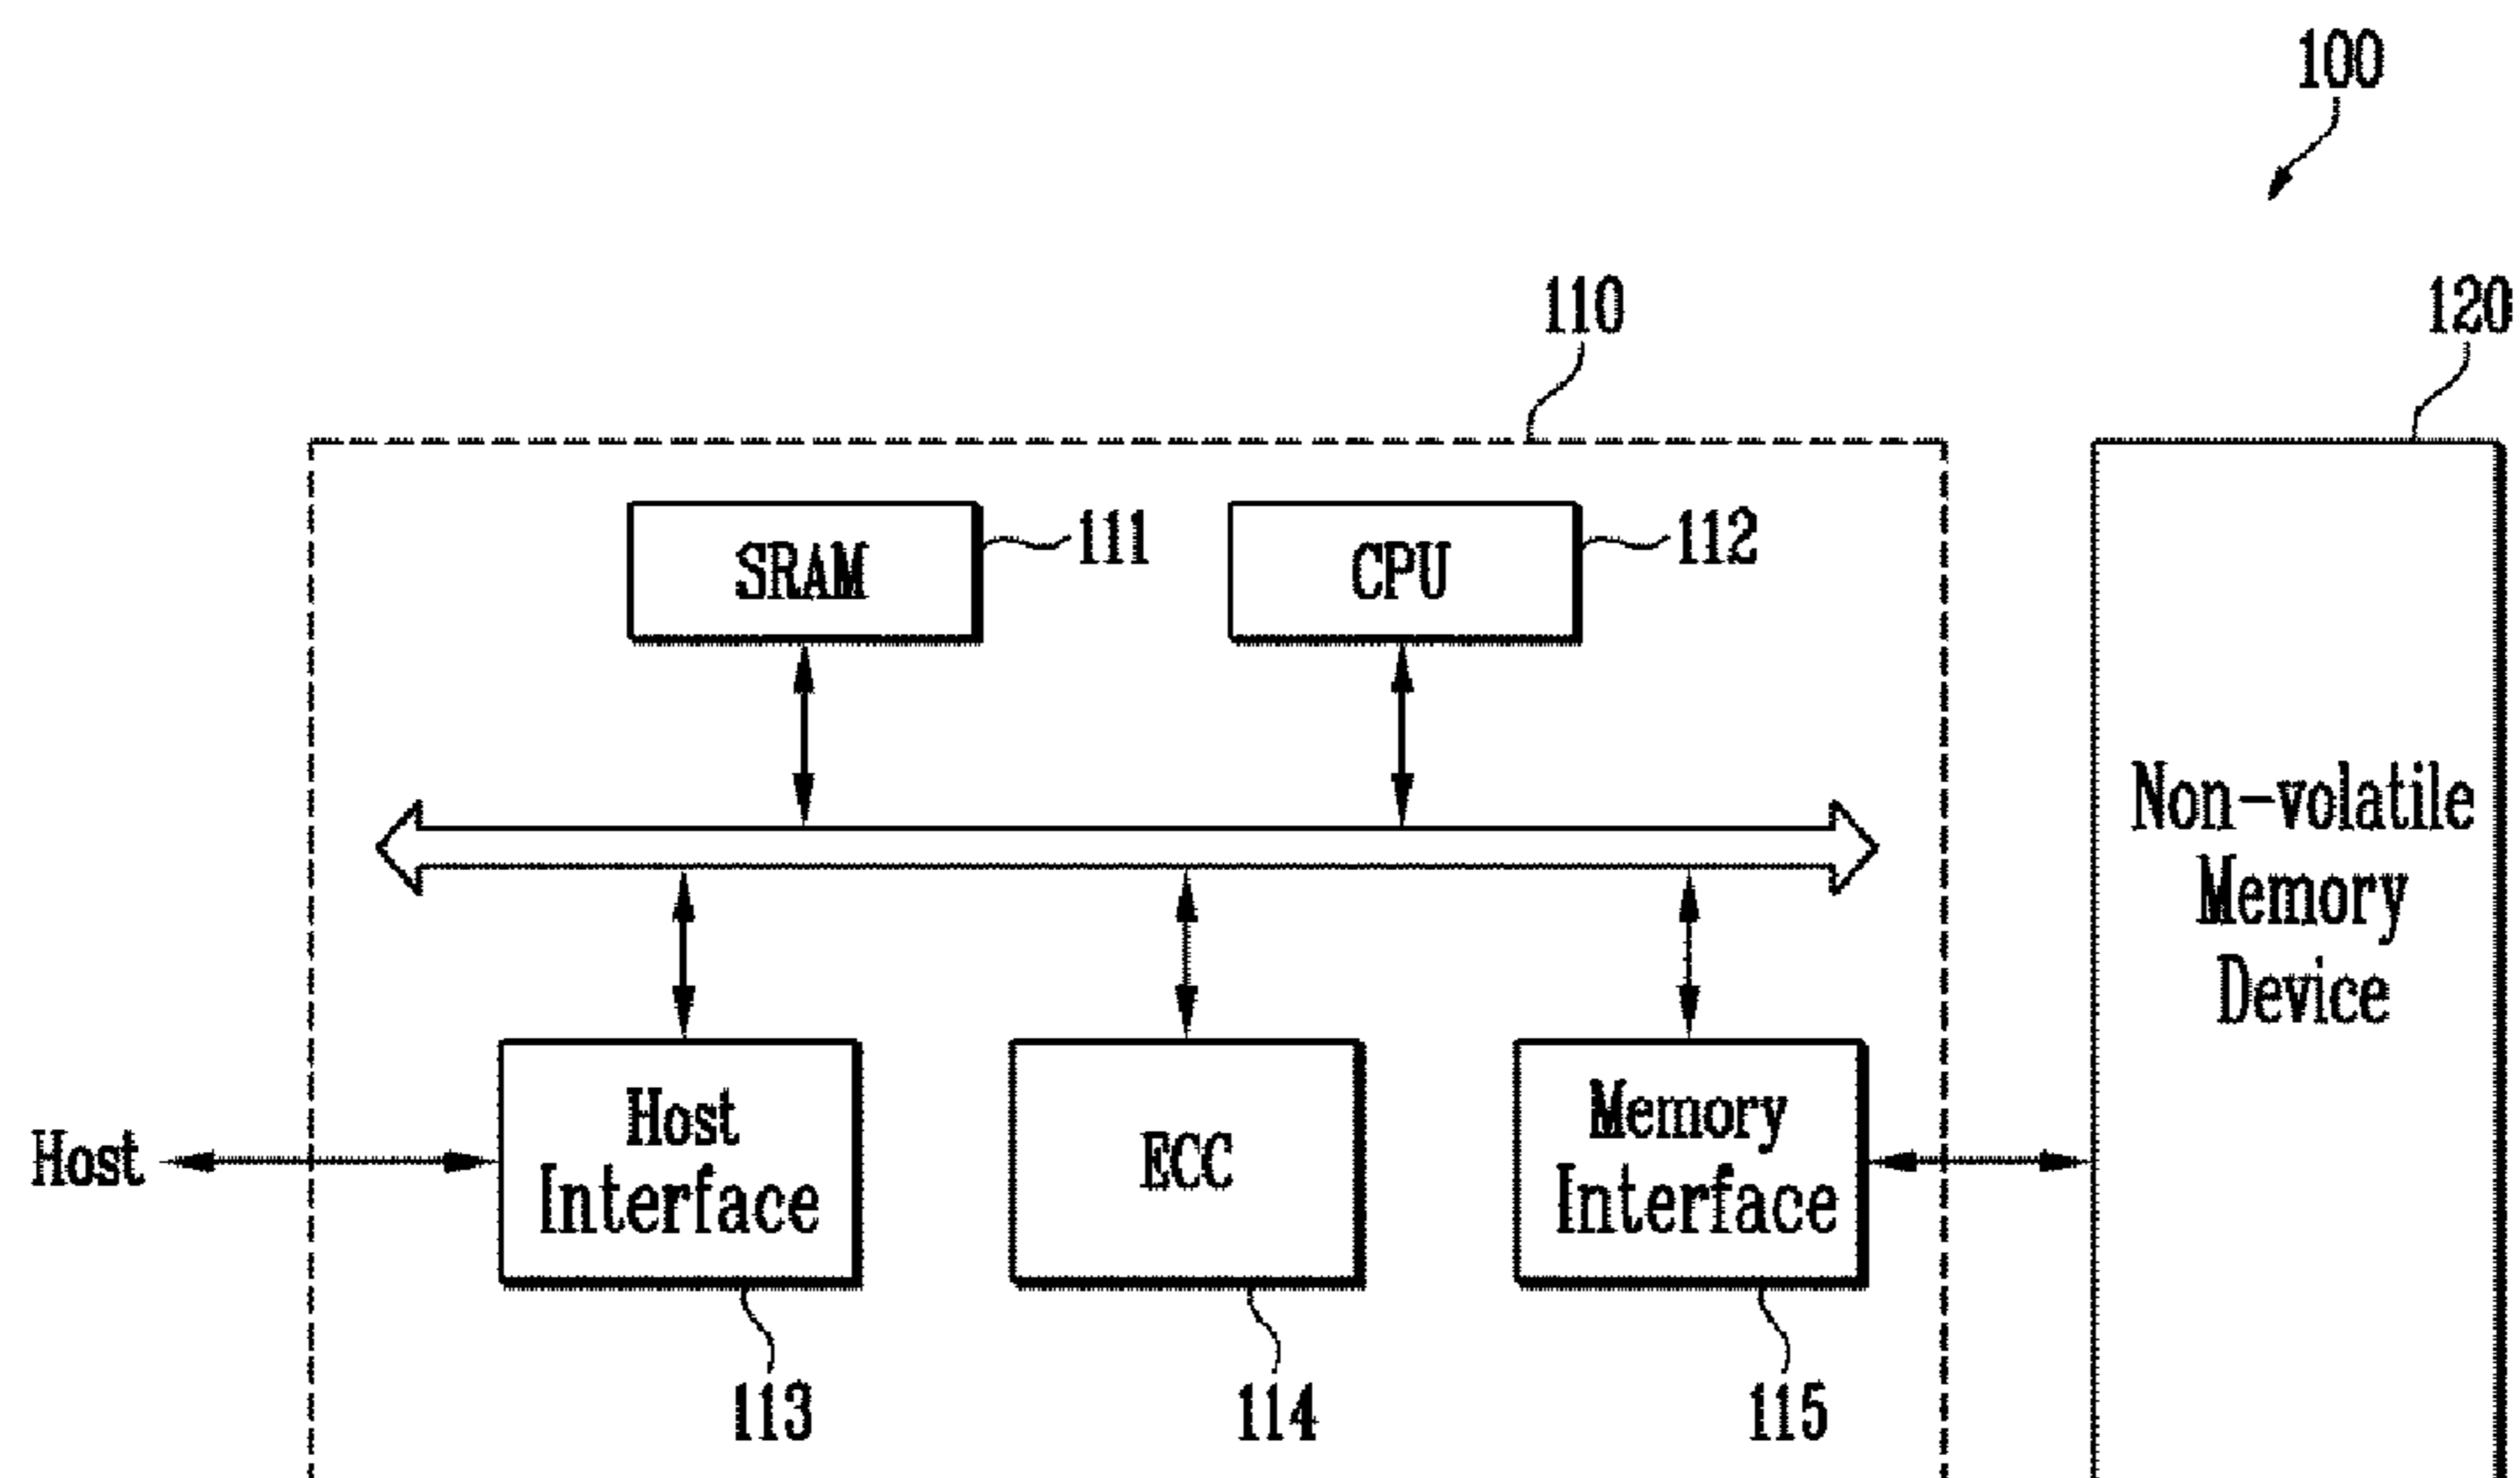 100
110
120
SRAM
111
CPU
112
Non-volatile
Memory
Device
Host
Host
Interface
ECC
Memory
Interface
113
114
115